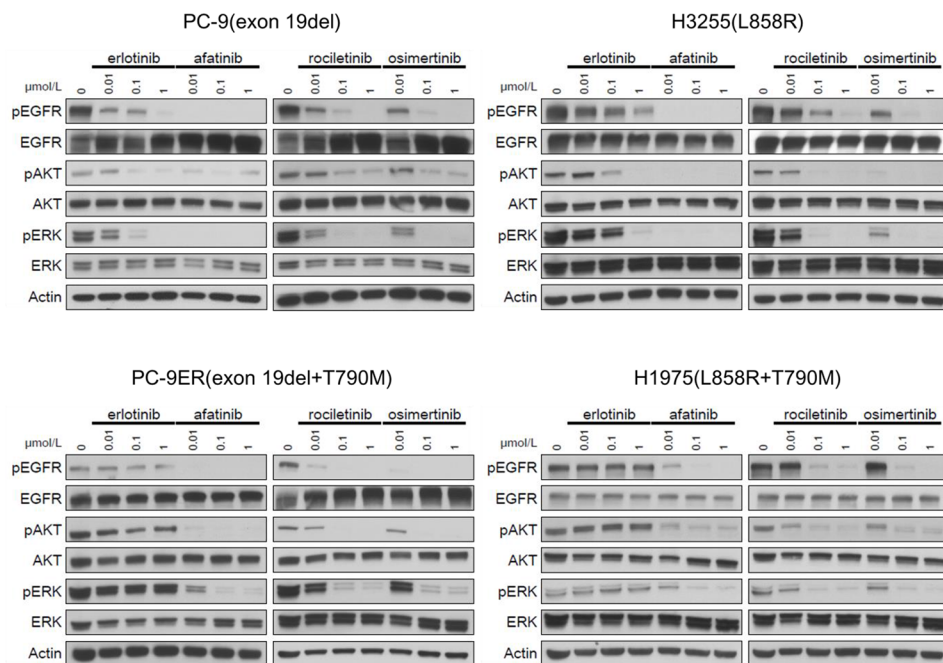 PC-9(exon 19del)
erlotinib afatinib rociletinib osimertinib
µmol/L 0 0.01 0.1 1 0.01 0.1 1 0 0.01 0.1 1 0.01 0.1 1
pEGFR
EGFR
pAKT
AKT
pERK
ERK
Actin
H3255(L858R)
erlotinib afatinib rociletinib osimertinib
µmol/L 0 0.01 0.1 1 0.01 0.1 1 0 0.01 0.1 1 0.01 0.1 1
pEGFR
EGFR
pAKT
AKT
pERK
ERK
Actin
PC-9ER(exon 19del+T790M)
erlotinib afatinib rociletinib osimertinib
µmol/L 0 0.01 0.1 1 0.01 0.1 1 0 0.01 0.1 1 0.01 0.1 1
pEGFR
EGFR
pAKT
AKT
pERK
ERK
Actin
H1975(L858R+T790M)
erlotinib afatinib rociletinib osimertinib
µmol/L 0 0.01 0.1 1 0.01 0.1 1 0 0.01 0.1 1 0.01 0.1 1
pEGFR
EGFR
pAKT
AKT
pERK
ERK
Actin